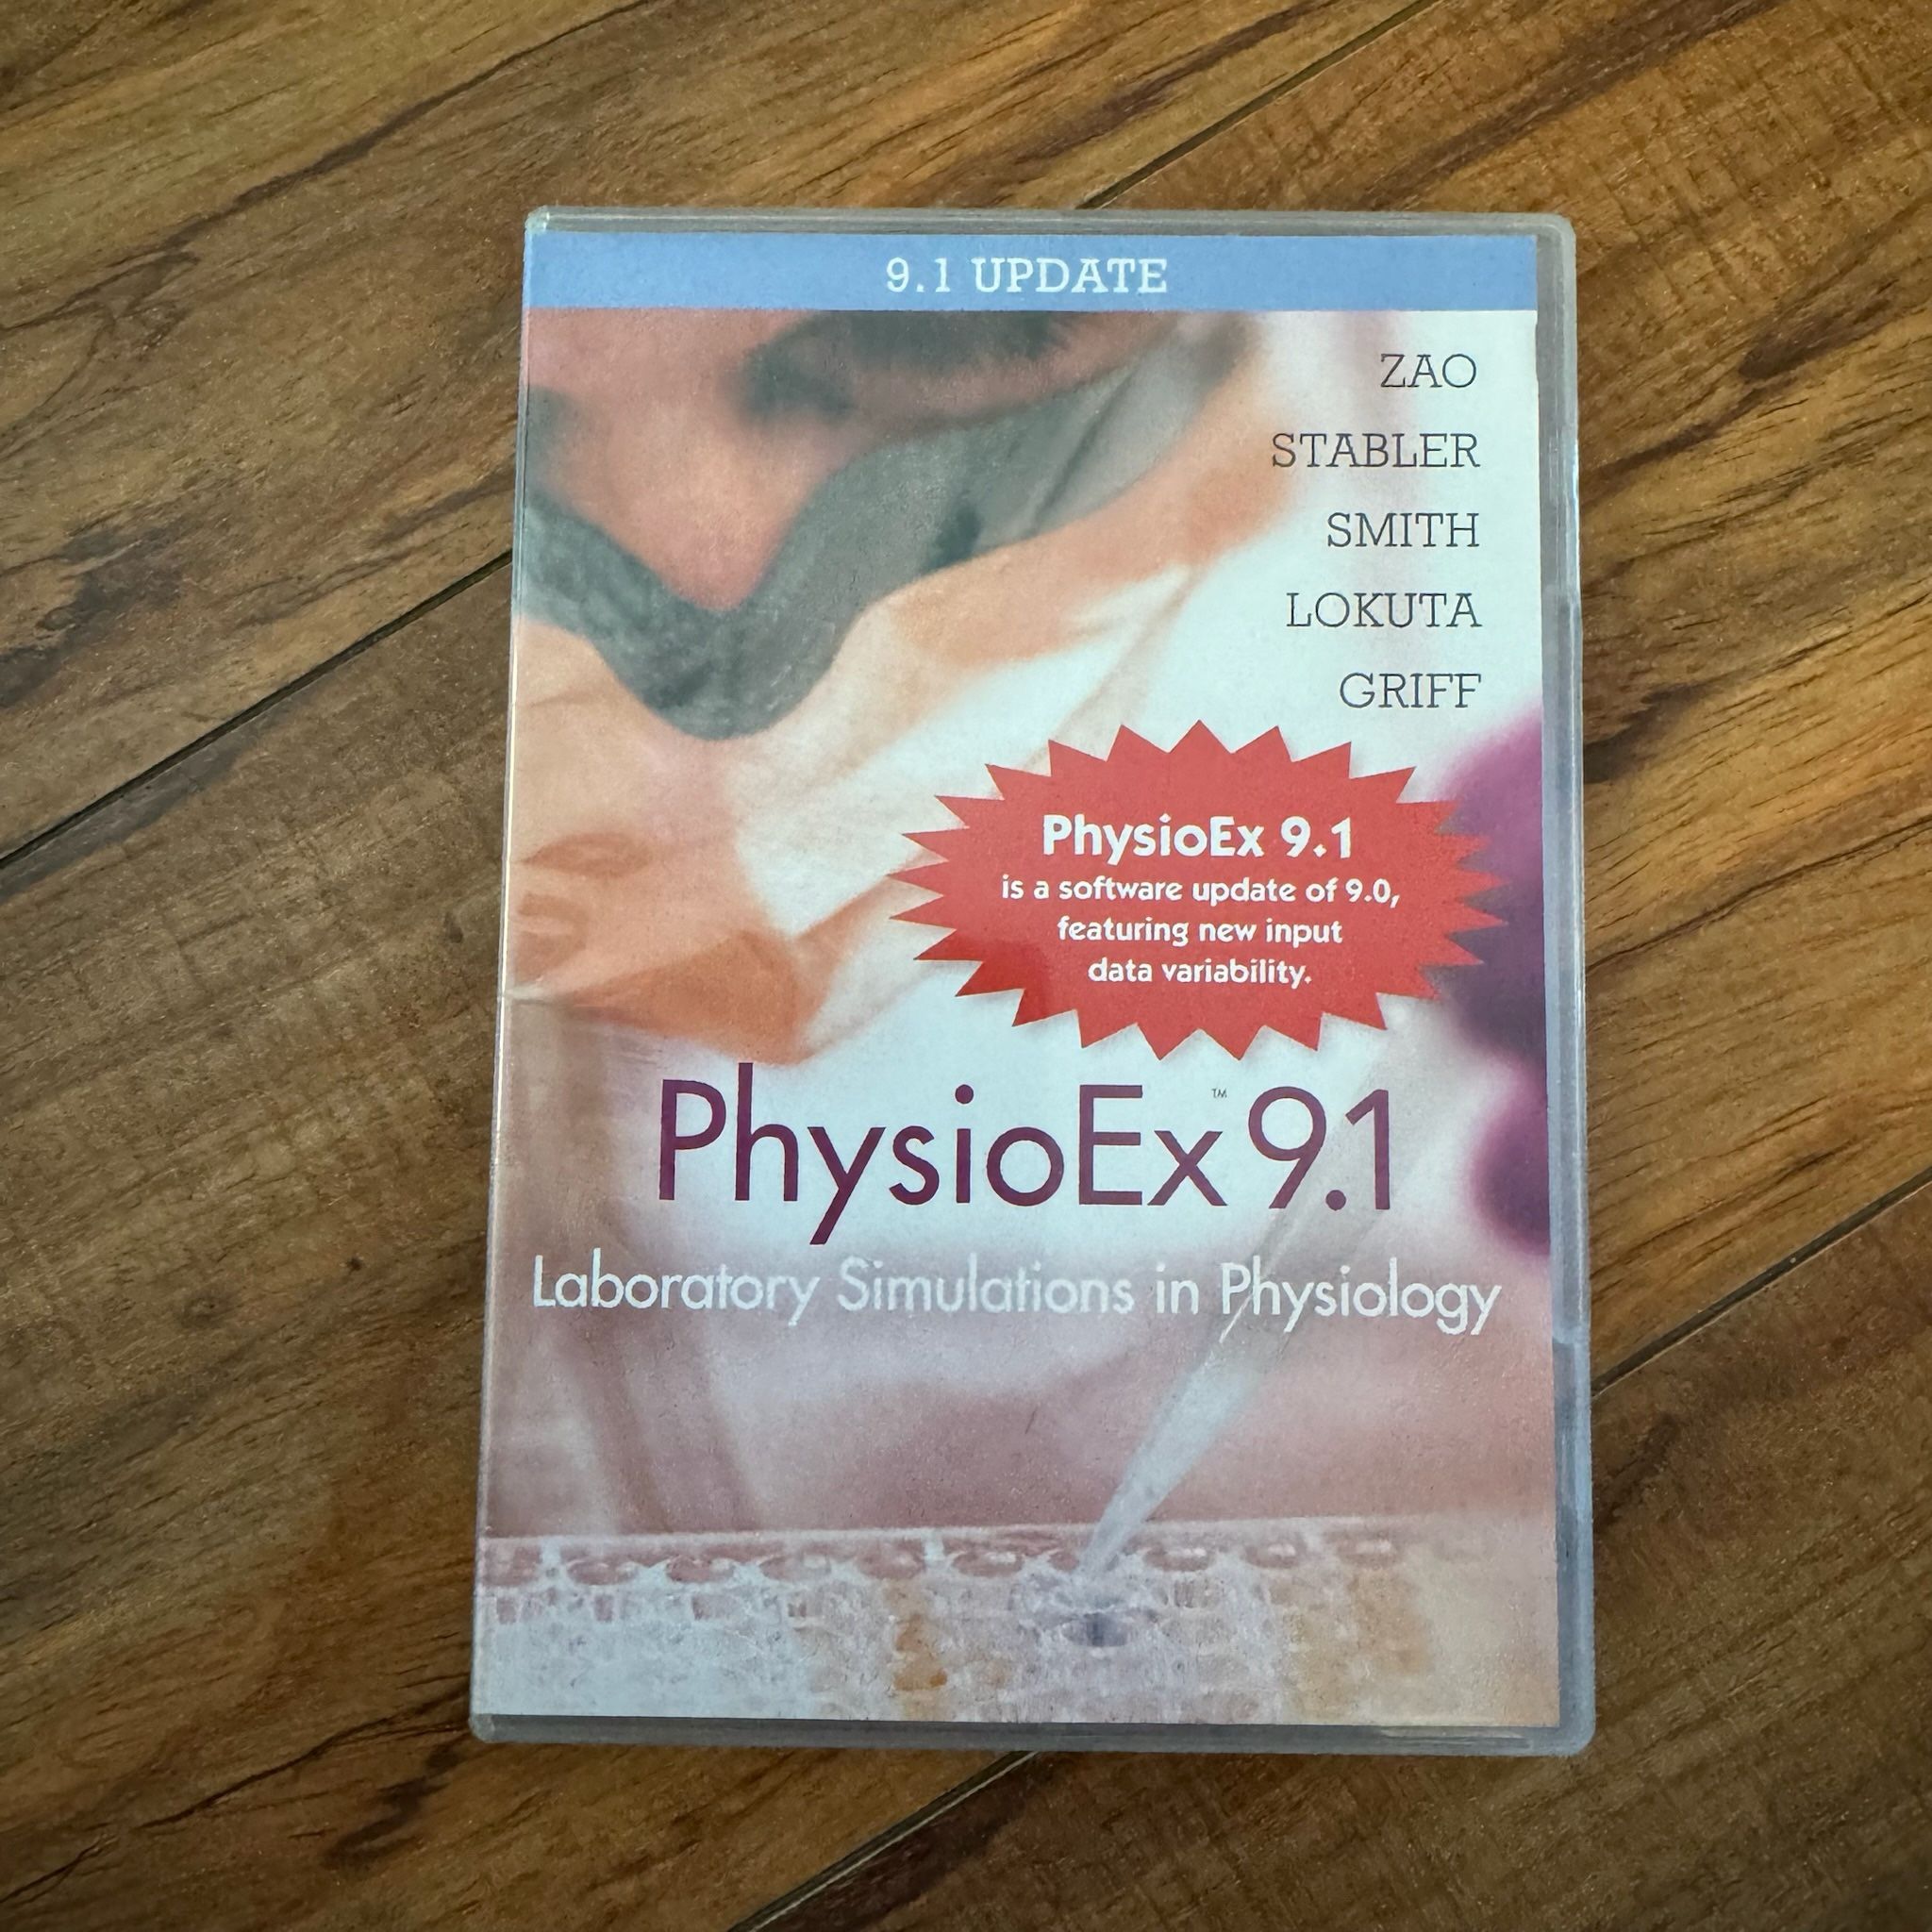 9.1 UPDATE
ZAO
STABLER
SMITH
LOKUTA
GRIFF
PhysioEx 9.1
is a software update of 9.0,
featuring new input
data variability.
PhysioEx™ 9.1
Laboratory Simulations in Physiology